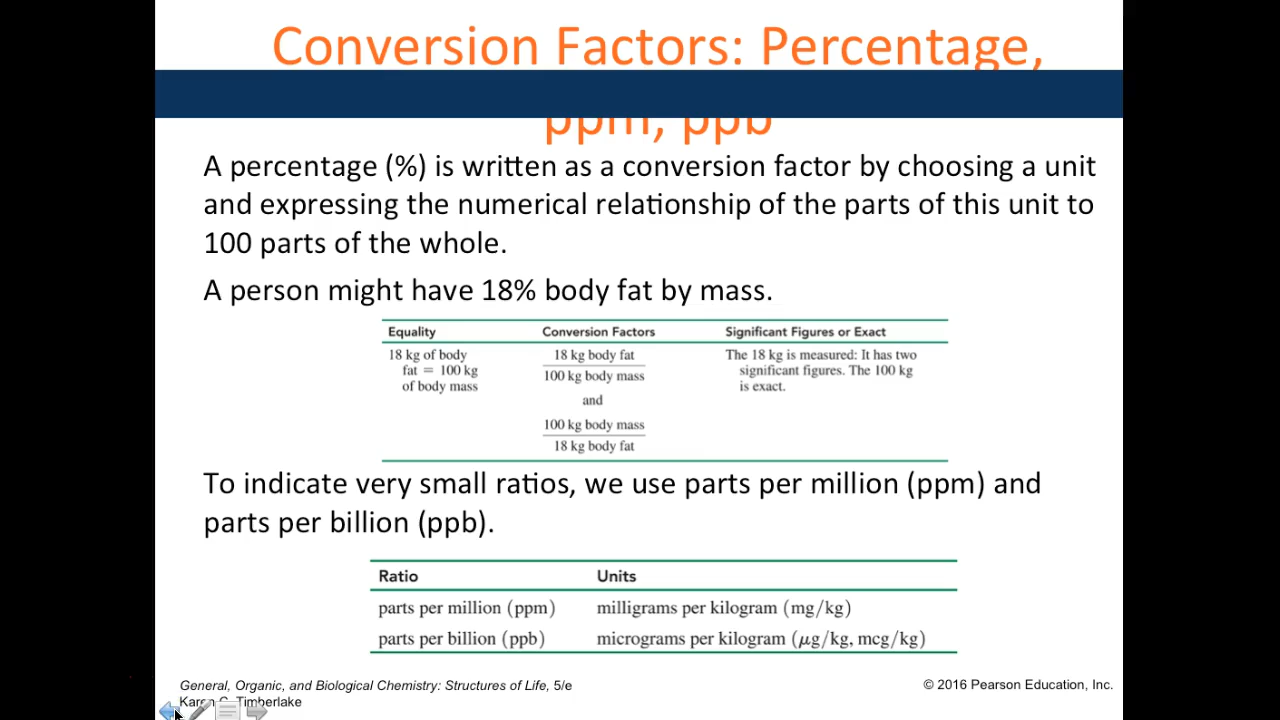 Conversion Factors: Percentage,
ppm, ppb
A percentage (%) is written as a conversion factor by choosing a unit
and expressing the numerical relationship of the parts of this unit to
100 parts of the whole.
A person might have 18% body fat by mass.
Equality Conversion Factors Significant Figures or Exact
18 kg of body 18 kg body fat The 18 kg is measured: It has two
fat = 100 kg 100 kg body mass significant figures. The 100 kg
of body mass is exact.
and
100 kg body mass
18 kg body fat
To indicate very small ratios, we use parts per million (ppm) and
parts per billion (ppb).
Ratio Units
parts per million (ppm) milligrams per kilogram (mg/kg)
parts per billion (ppb) micrograms per kilogram (μg/kg, mcg/kg)
General, Organic, and Biological Chemistry: Structures of Life, 5/e © 2016 Pearson Education, Inc.
Karen C. Timberlake